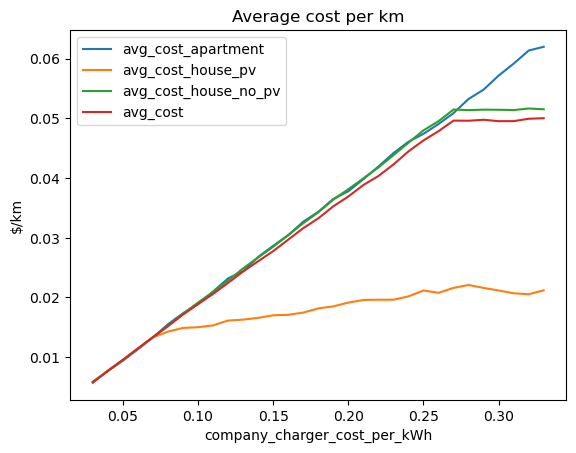 Average cost per km
avg_cost_apartment
avg_cost_house_pv
avg_cost_house_no_pv
avg_cost
0.06
0.05
0.04
0.03
0.02
0.01
$/km
0.05 0.10 0.15 0.20 0.25 0.30
company_charger_cost_per_kWh